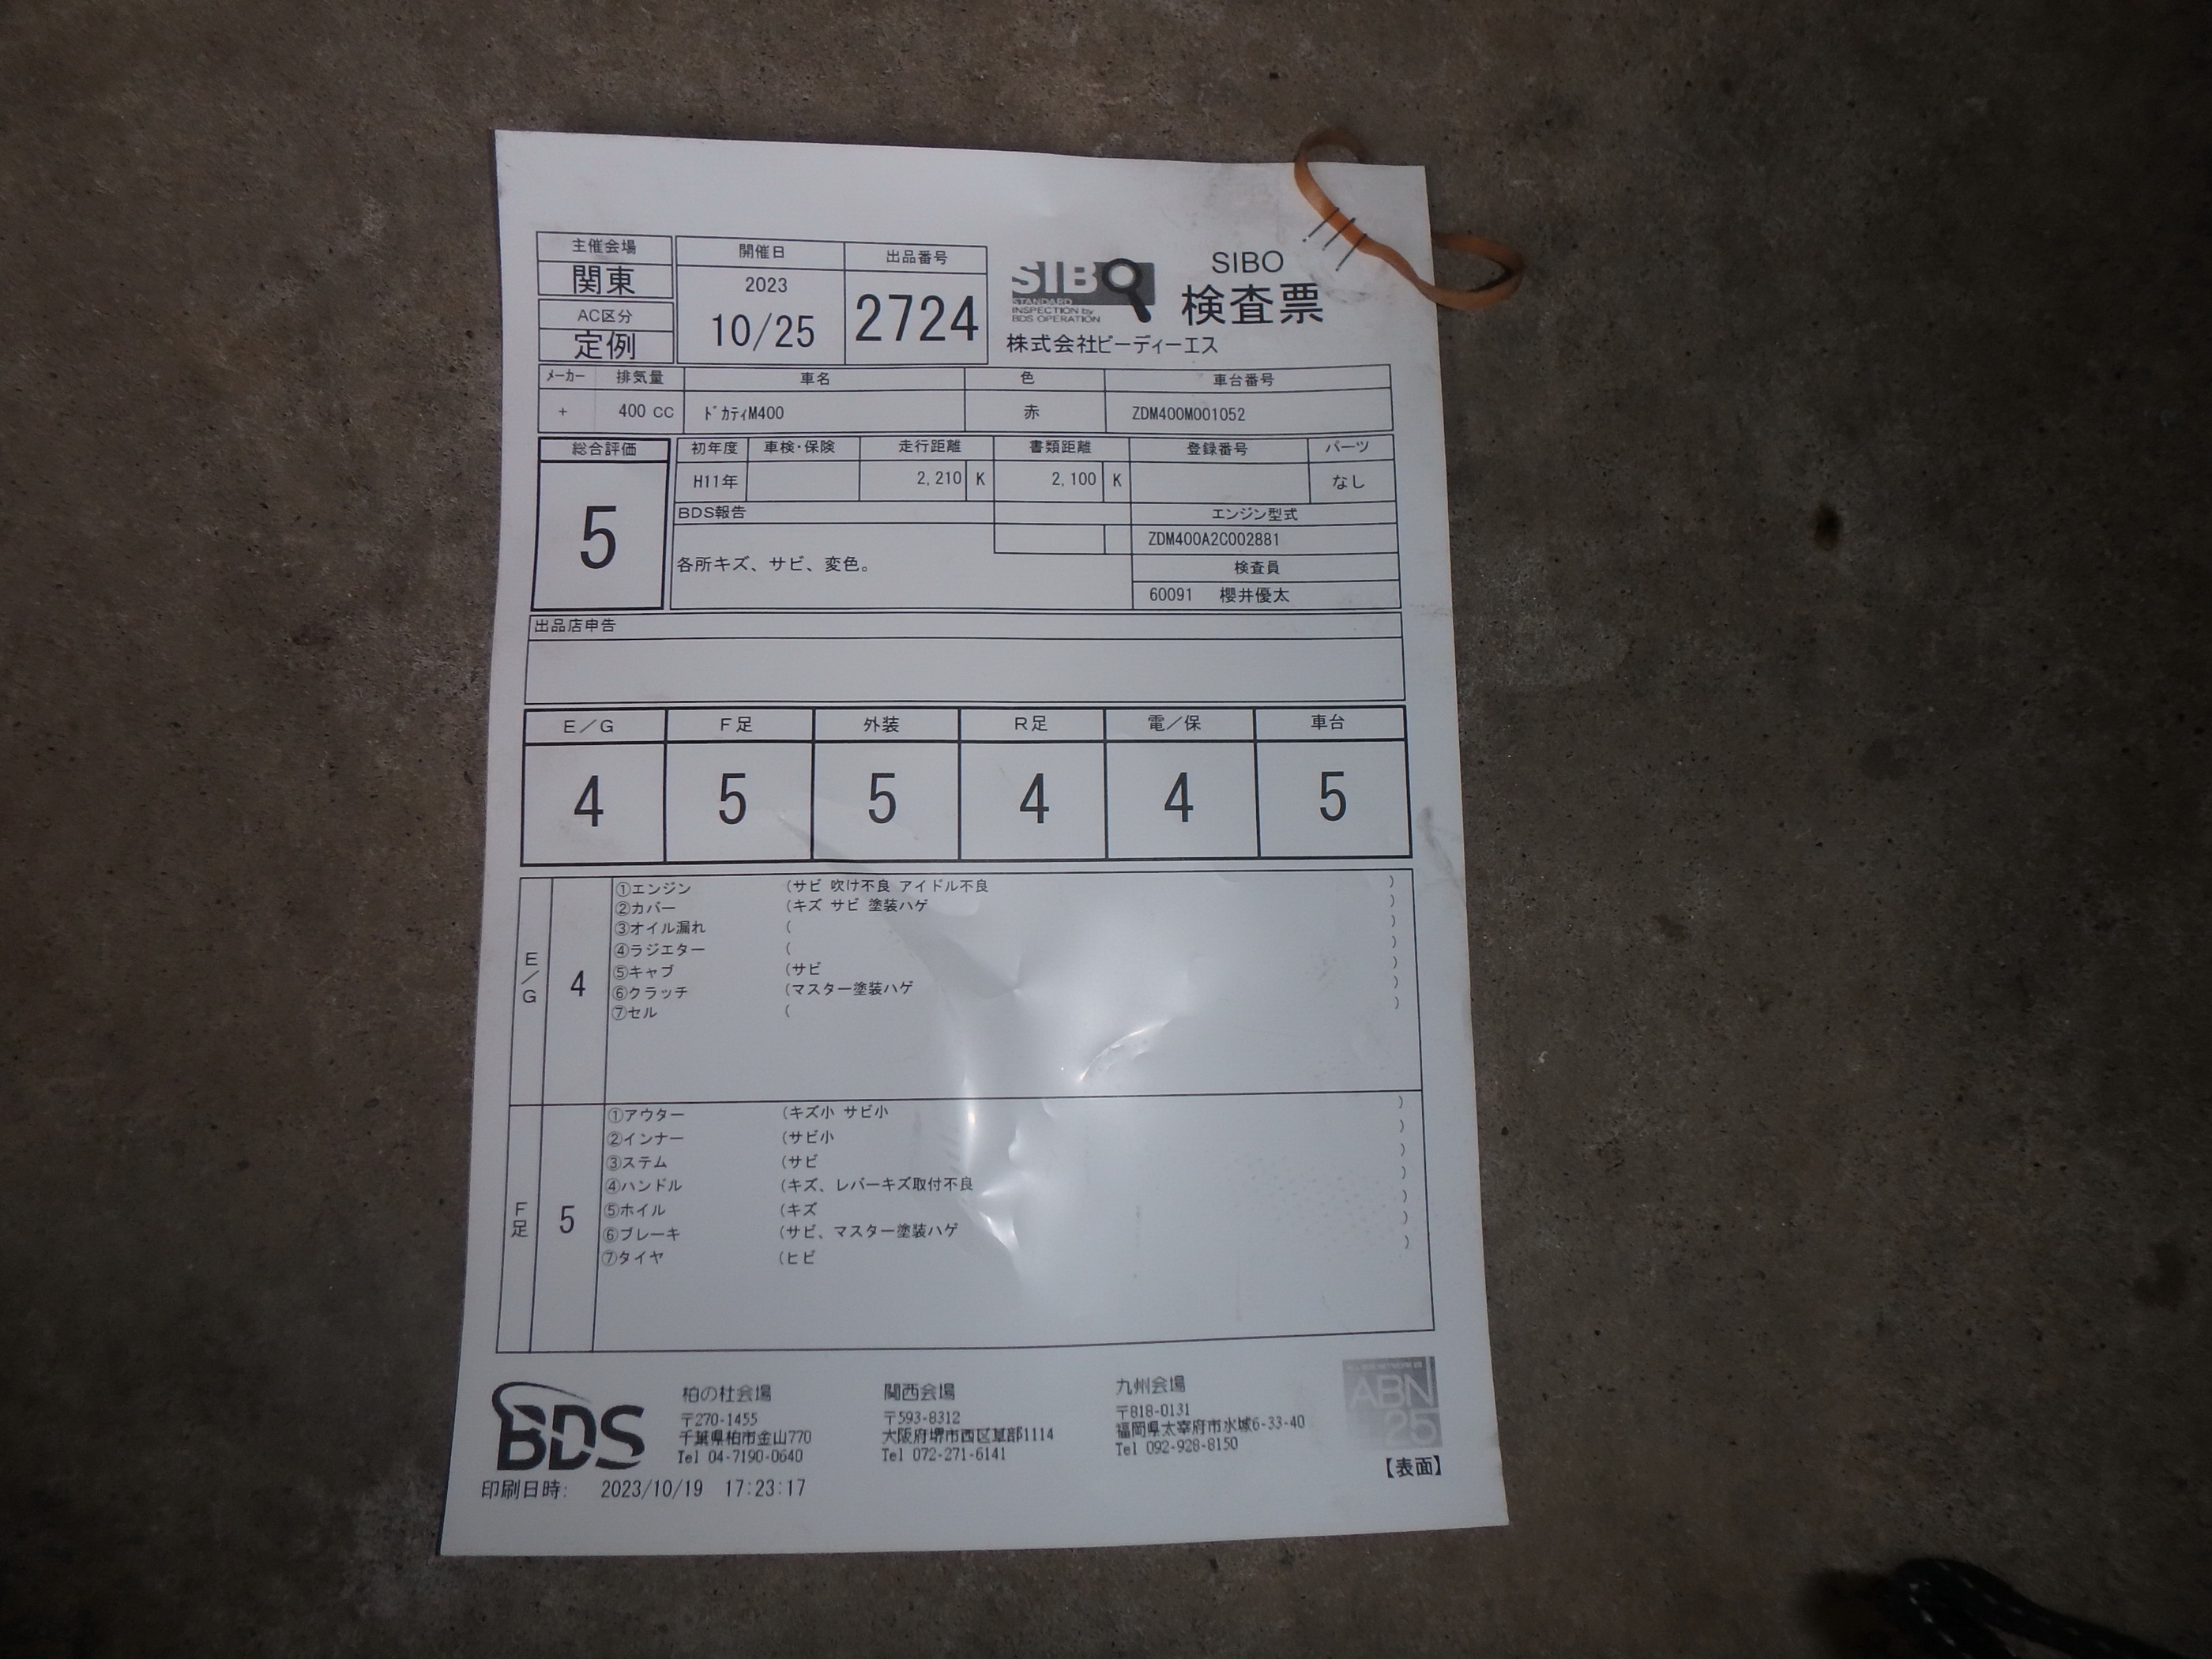 主催会場 開催日 出品番号
関東 2023 10/25 2724
AC区分
定例
SIBO
STANDARD
INSPECTION by
BDS OPERATION
SIBO
検査票
株式会社ビーディーエス
メーカー 排気量 車名 色 車台番号
+ 400 CC ドカティM400 赤 ZDM400M001052
総合評価 初年度 車検・保険 走行距離 書類距離 登録番号 パーツ
5 H11年 2,210 K 2,100 K なし
BDS報告 エンジン型式
ZDM400A2C002881
各所キズ、サビ、変色。 検査員
60091 櫻井優太
出品店申告
E/G F足 外装 R足 電/保 車台
4 5 5 4 4 5
E/G 4
①エンジン (サビ 吹け不良 アイドル不良 )
②カバー (キズ サビ 塗装ハゲ )
③オイル漏れ ( )
④ラジエター ( )
⑤キャブ (サビ )
⑥クラッチ (マスター塗装ハゲ )
⑦セル ( )
F足 5
①アウター (キズ小 サビ小 )
②インナー (サビ小 )
③ステム (サビ )
④ハンドル (キズ、レバーキズ取付不良 )
⑤ホイル (キズ )
⑥ブレーキ (サビ、マスター塗装ハゲ )
⑦タイヤ (ヒビ )
BDS
柏の杜会場
〒270-1455
千葉県柏市金山770
Tel 04-7190-0640
関西会場
〒593-8312
大阪府堺市西区草部1114
Tel 072-271-6141
九州会場
〒818-0131
福岡県太宰府市水城6-33-40
Tel 092-928-8150
ABN
25
【表面】
印刷日時: 2023/10/19 17:23:17